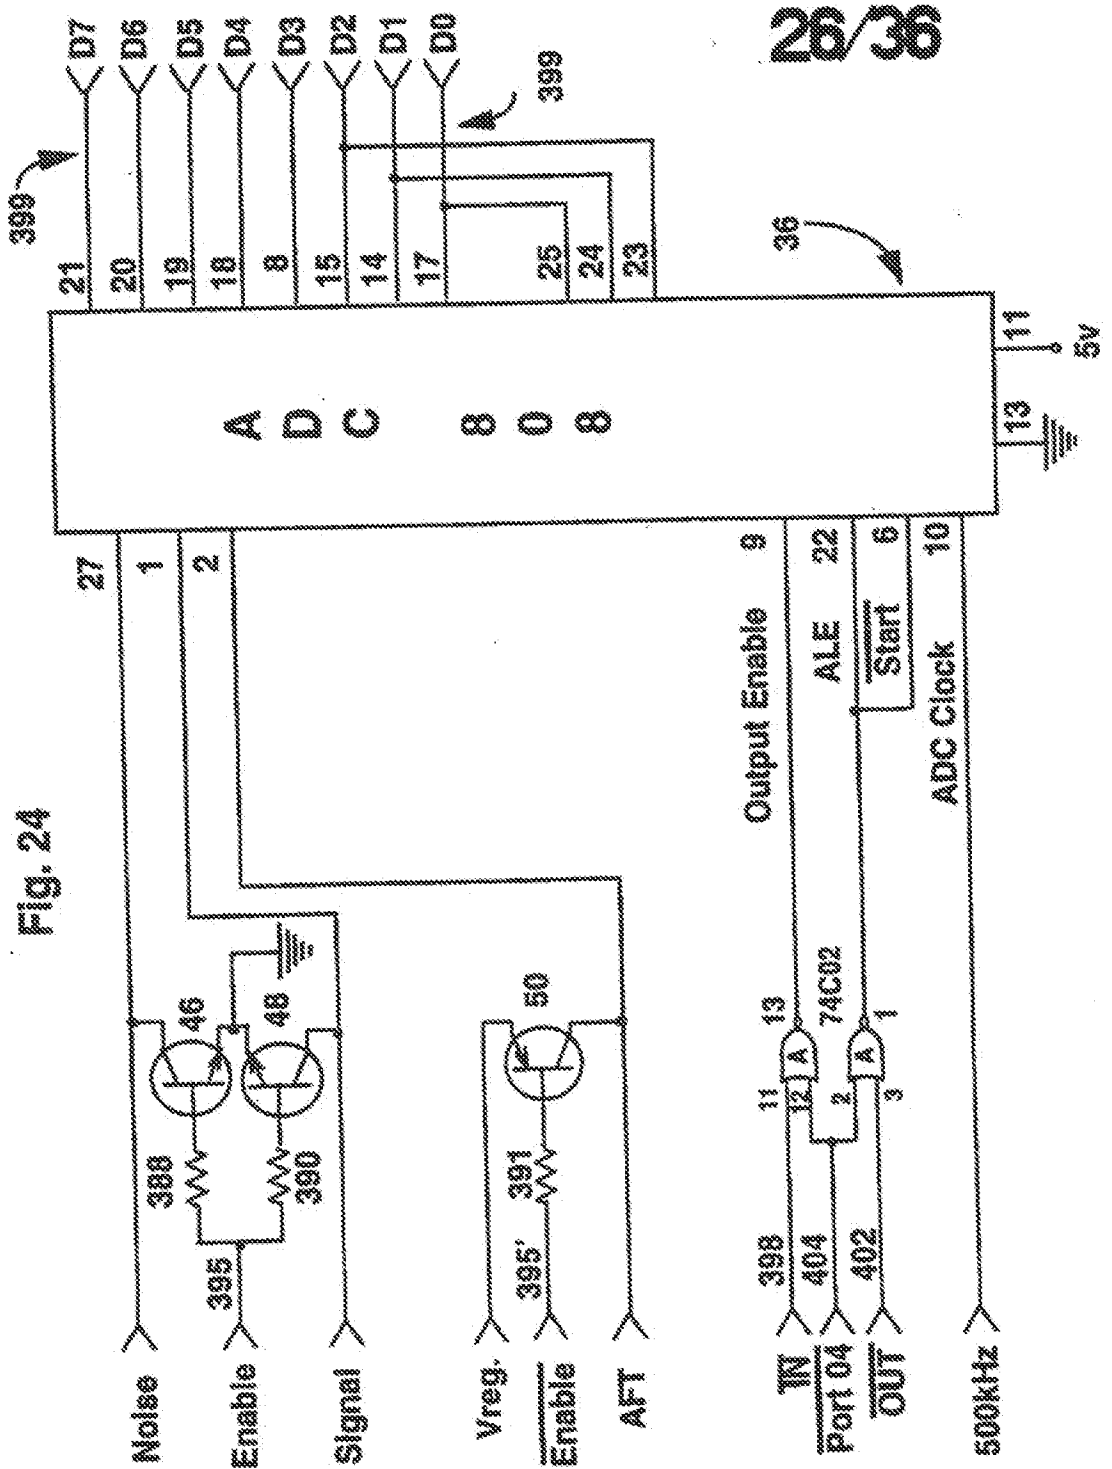 26/36
Fig. 24
Noise
Enable
Signal
Vreg.
Enable
AFT
IN
Port 04
OUT
500kHz
395
388
390
46
48
395'
391
50
398
404
402
11
12
2
3
A
A
13
74C02
1
27
1
2
Output Enable
9
ALE
22
Start
6
ADC Clock
10
ADC 808
13
11
5v
36
21
20
19
18
8
15
14
17
25
24
23
399
399
D7
D6
D5
D4
D3
D2
D1
D0